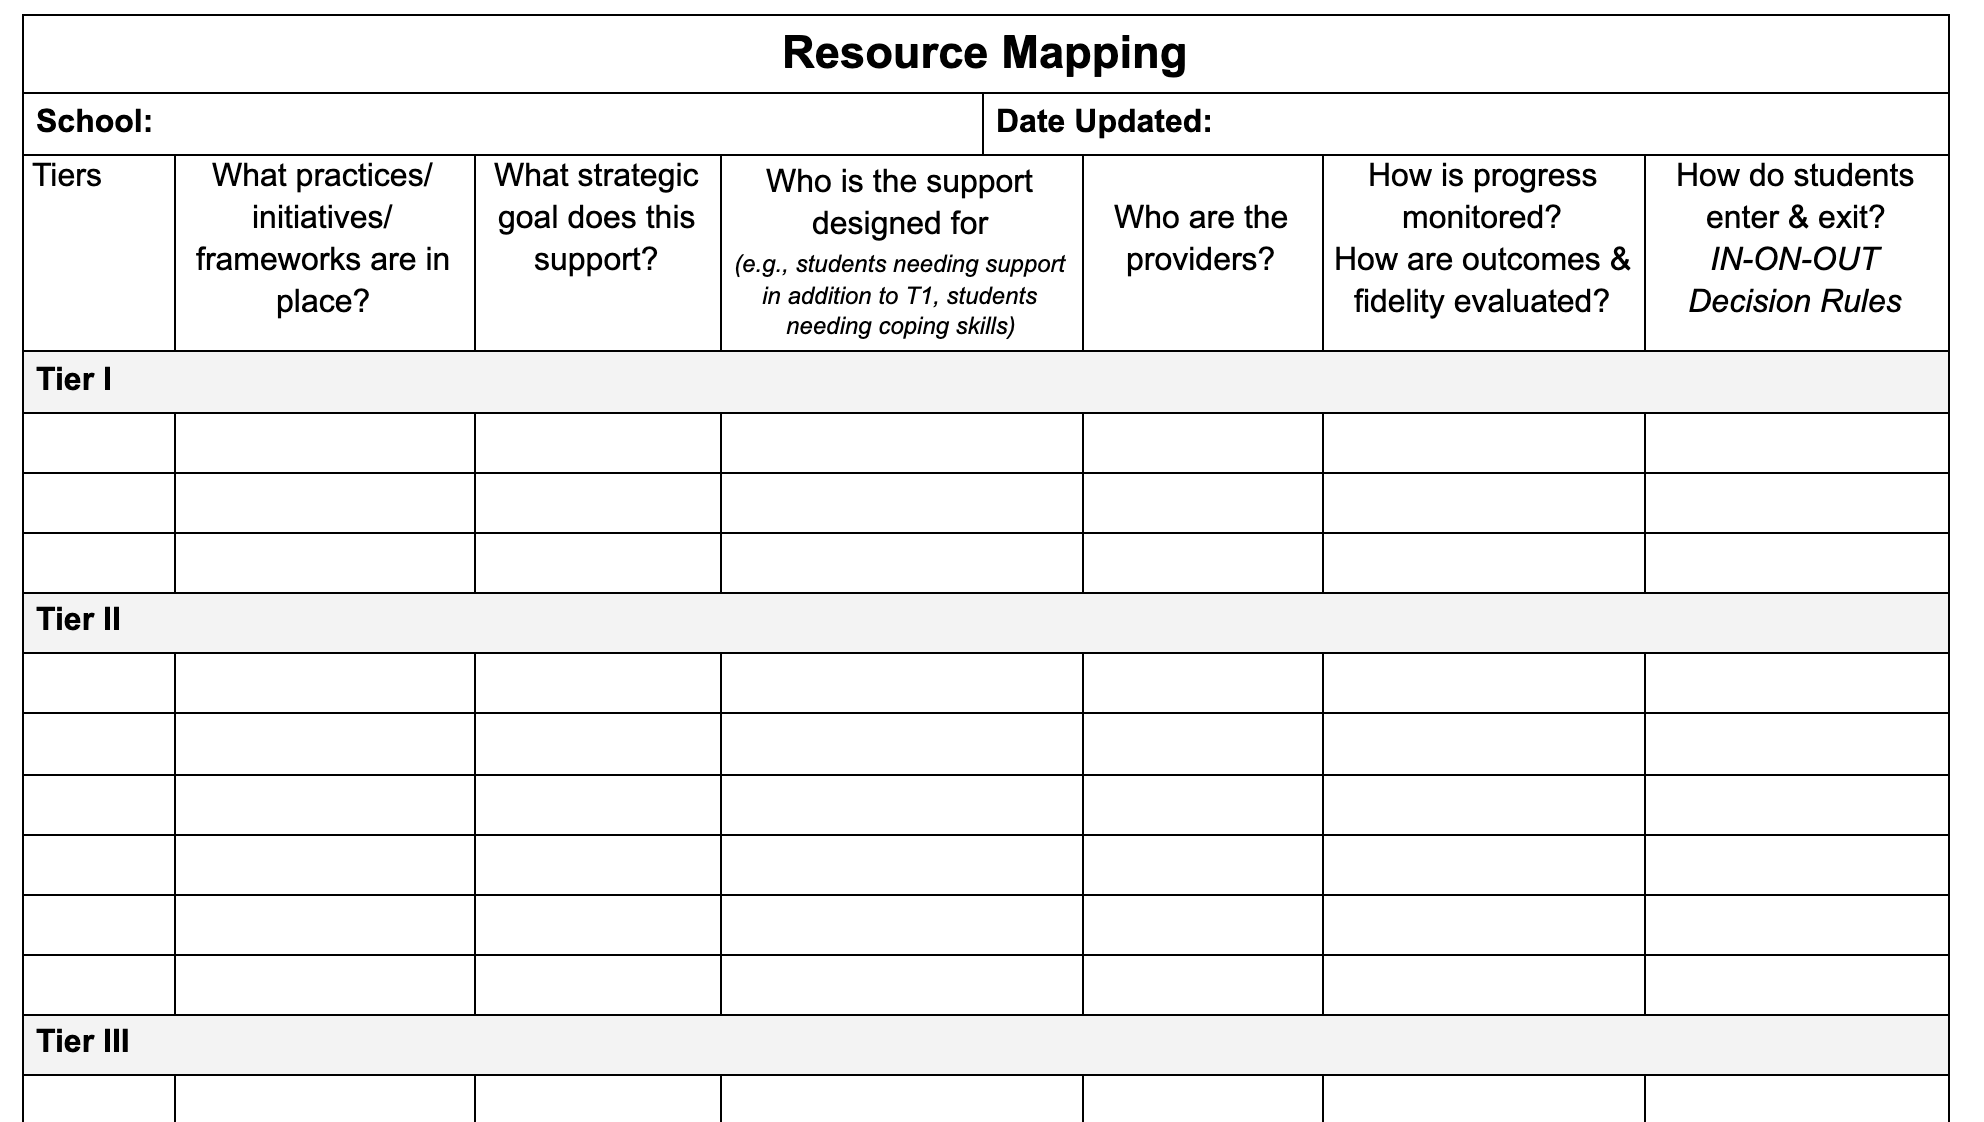 Resource Mapping
School:
Date Updated:
Tiers
What practices/
initiatives/
frameworks are in
place?
What strategic
goal does this
support?
Who is the support
designed for
(e.g., students needing support
in addition to T1, students
needing coping skills)
Who are the
providers?
How is progress
monitored?
How are outcomes &
fidelity evaluated?
How do students
enter & exit?
IN-ON-OUT
Decision Rules
Tier I
Tier II
Tier III